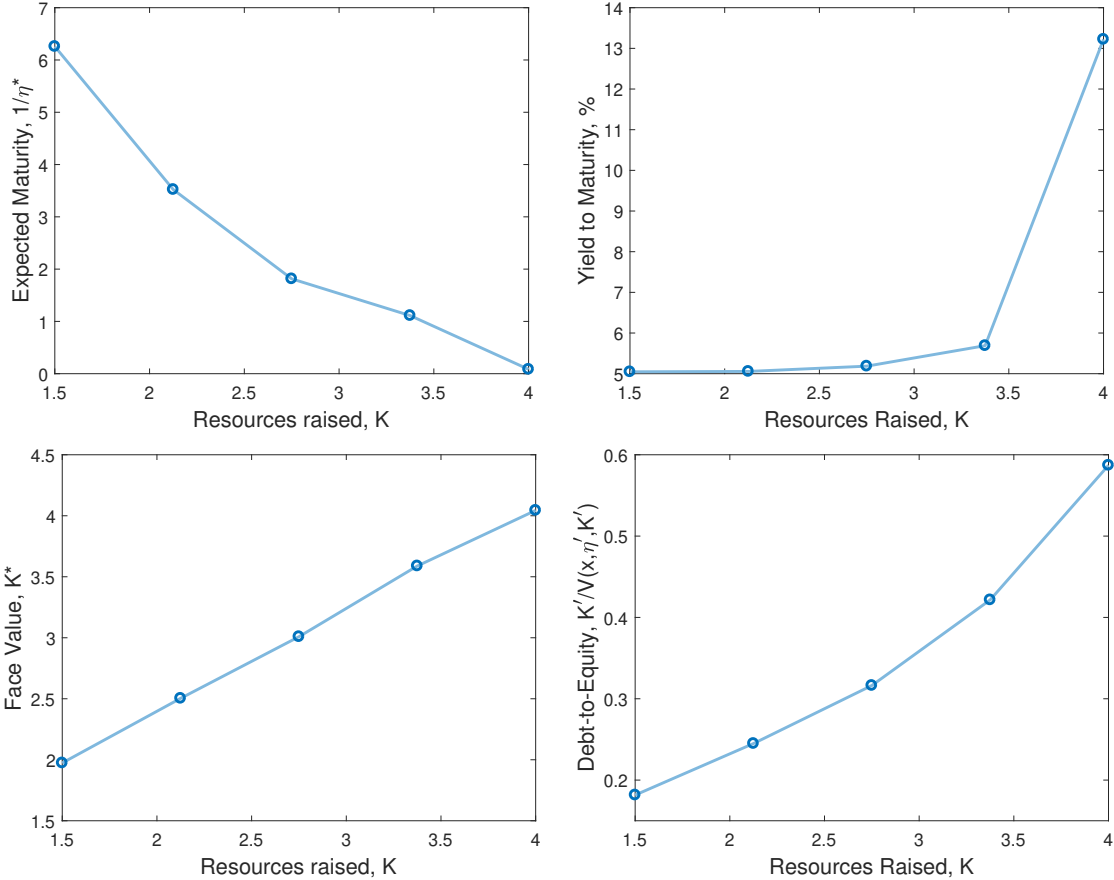 Expected Maturity, 1/η*
7
6
5
4
3
2
1
0
1.5 2 2.5 3 3.5 4
Resources raised, K
Yield to Maturity, %
14
13
12
11
10
9
8
7
6
5
1.5 2 2.5 3 3.5 4
Resources Raised, K
Face Value, K*
4.5
4
3.5
3
2.5
2
1.5
1.5 2 2.5 3 3.5 4
Resources raised, K
Debt-to-Equity, K′/V(x,η′,K′)
0.6
0.5
0.4
0.3
0.2
1.5 2 2.5 3 3.5 4
Resources Raised, K